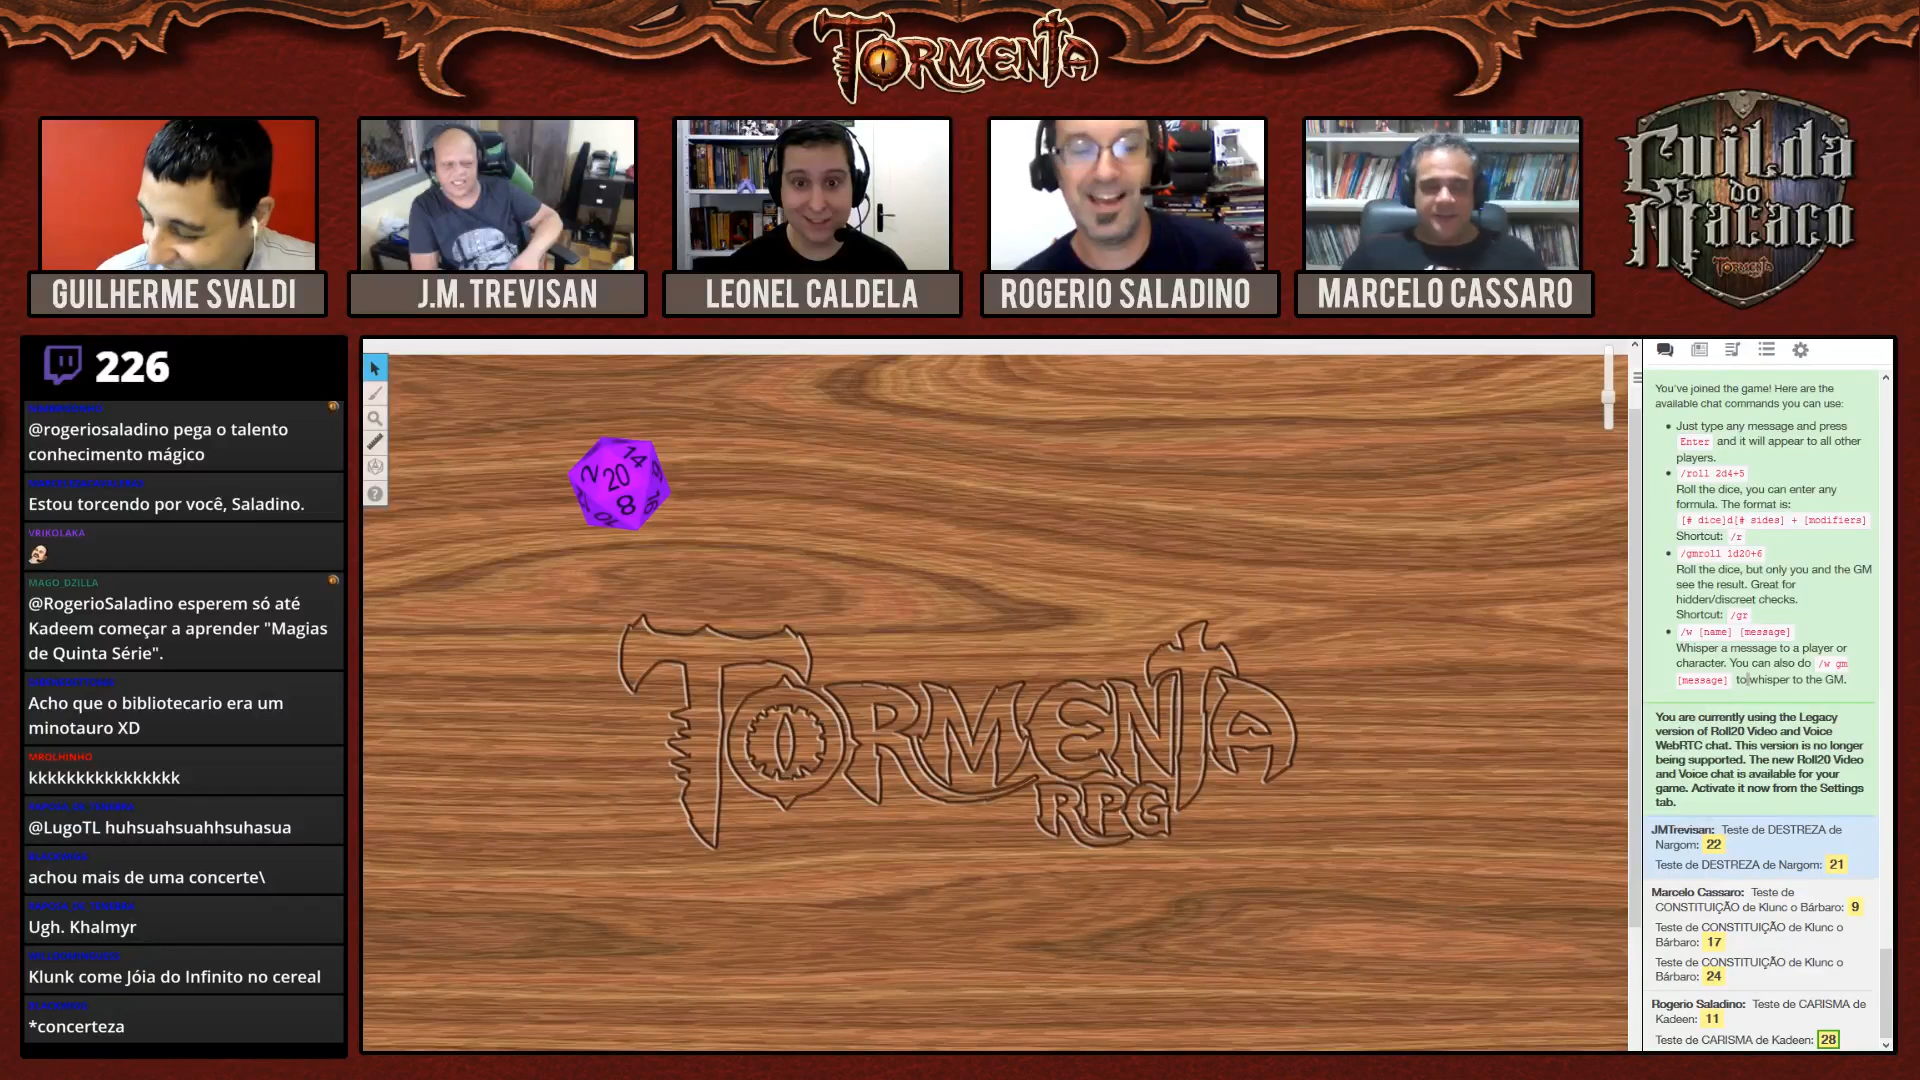 TORMENTA
Guilda
do
Macaco
TORMENTA
GUILHERME SVALDI
J.M. TREVISAN
LEONEL CALDELA
ROGERIO SALADINO
MARCELO CASSARO
226
@rogeriosaladino pega o talento
conhecimento mágico
Estou torcendo por você, Saladino.
VRIKOLAKA
MAGO_DZILLA
@RogerioSaladino esperem só até
Kadeem começar a aprender "Magias
de Quinta Série".
Acho que o bibliotecario era um
minotauro XD
MROLHINHO
kkkkkkkkkkkkkkkk
@LugoTL huhsuahsuahhsuhasua
achou mais de uma concerte\
Ugh. Khalmyr
Klunk come Jóia do Infinito no cereal
*concerteza
2
14
20
8
16
10
TORMENTA
RPG
You've joined the game! Here are the
available chat commands you can use:
• Just type any message and press
Enter and it will appear to all other
players.
• /roll 2d4+5
Roll the dice, you can enter any
formula. The format is:
[# dice]d[# sides] + [modifiers]
Shortcut: /r
• /gmroll 1d20+6
Roll the dice, but only you and the GM
see the result. Great for
hidden/discreet checks.
Shortcut: /gr
• /w [name] [message]
Whisper a message to a player or
character. You can also do /w gm
[message] to whisper to the GM.
You are currently using the Legacy
version of Roll20 Video and Voice
WebRTC chat. This version is no longer
being supported. The new Roll20 Video
and Voice chat is available for your
game. Activate it now from the Settings
tab.
JMTrevisan: Teste de DESTREZA de
Nargom: 22
Teste de DESTREZA de Nargom: 21
Marcelo Cassaro: Teste de
CONSTITUIÇÃO de Klunc o Bárbaro: 9
Teste de CONSTITUIÇÃO de Klunc o
Bárbaro: 17
Teste de CONSTITUIÇÃO de Klunc o
Bárbaro: 24
Rogerio Saladino: Teste de CARISMA de
Kadeen: 11
Teste de CARISMA de Kadeen: 28